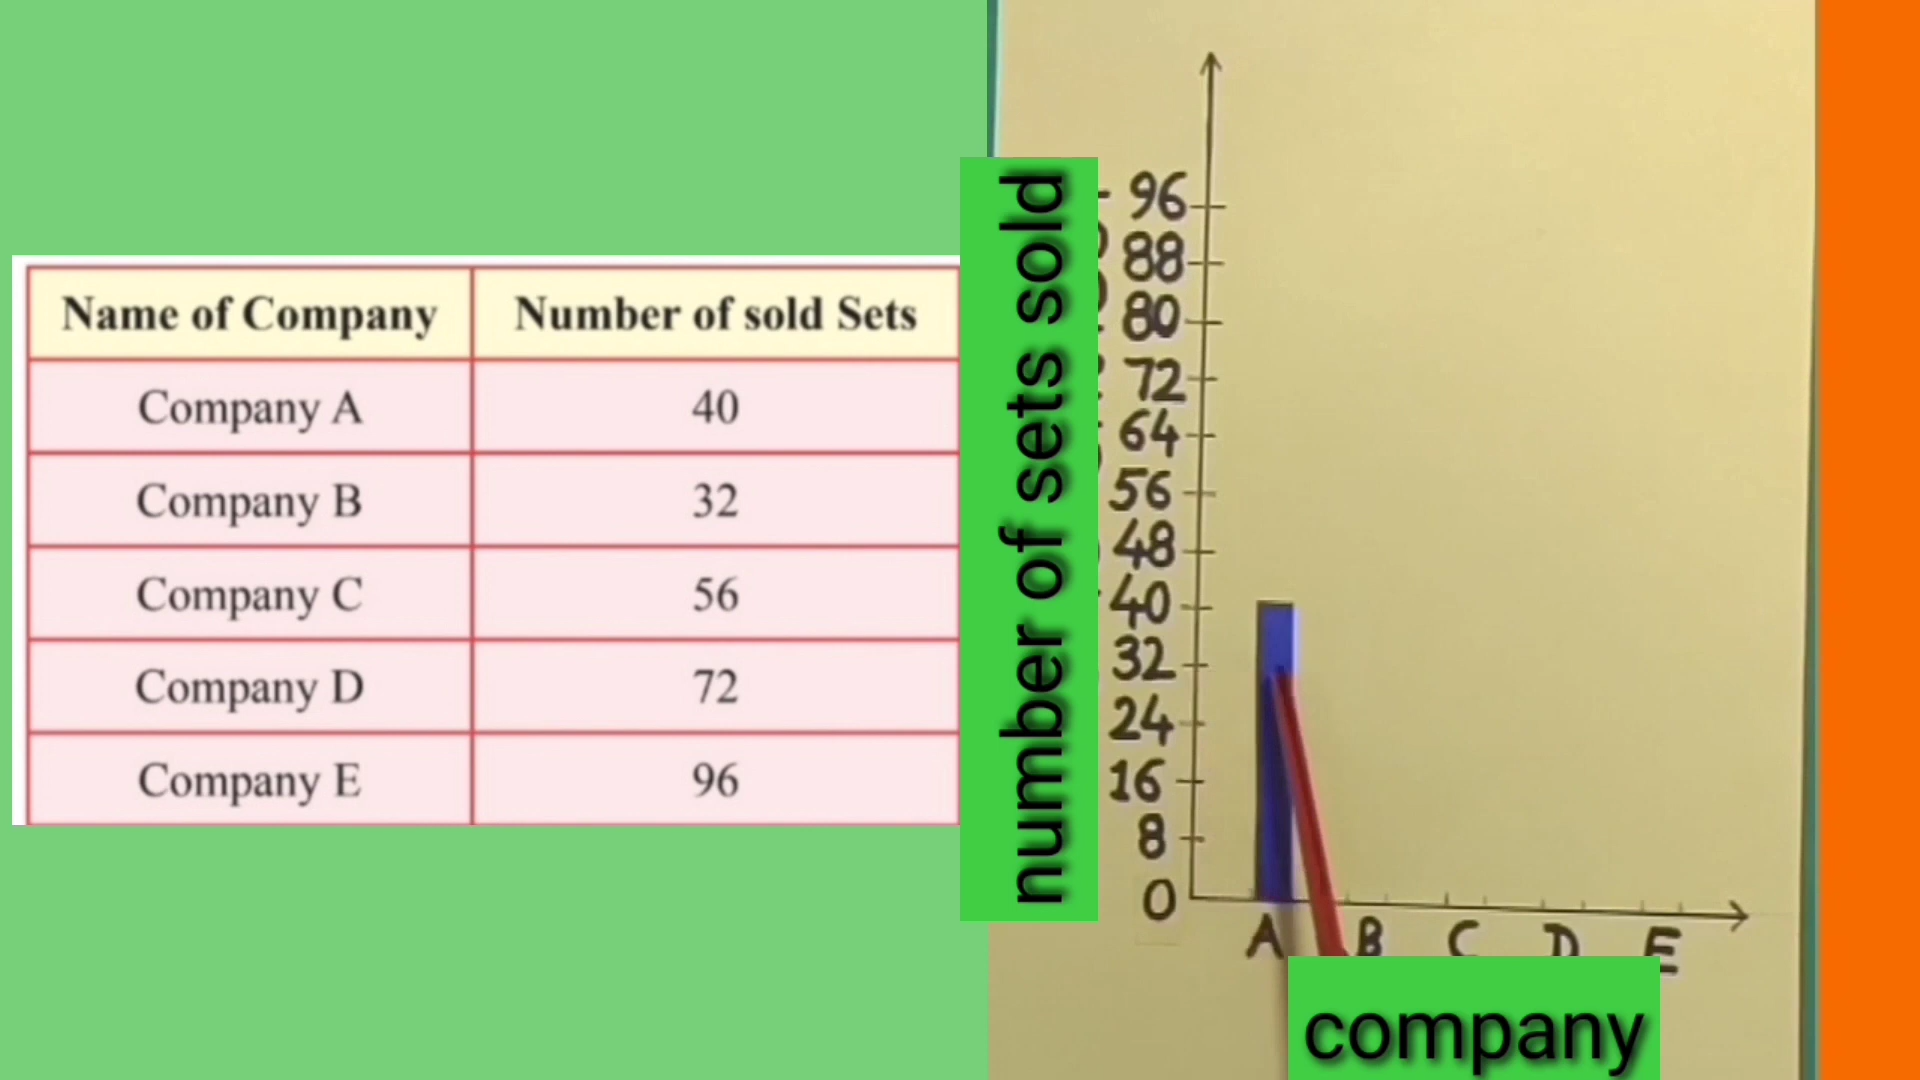 Name of Company Number of sold Sets
Company A 40
Company B 32
Company C 56
Company D 72
Company E 96
number of sets sold
96
88
80
72
64
56
48
40
32
24
16
8
0
A B C D E
company